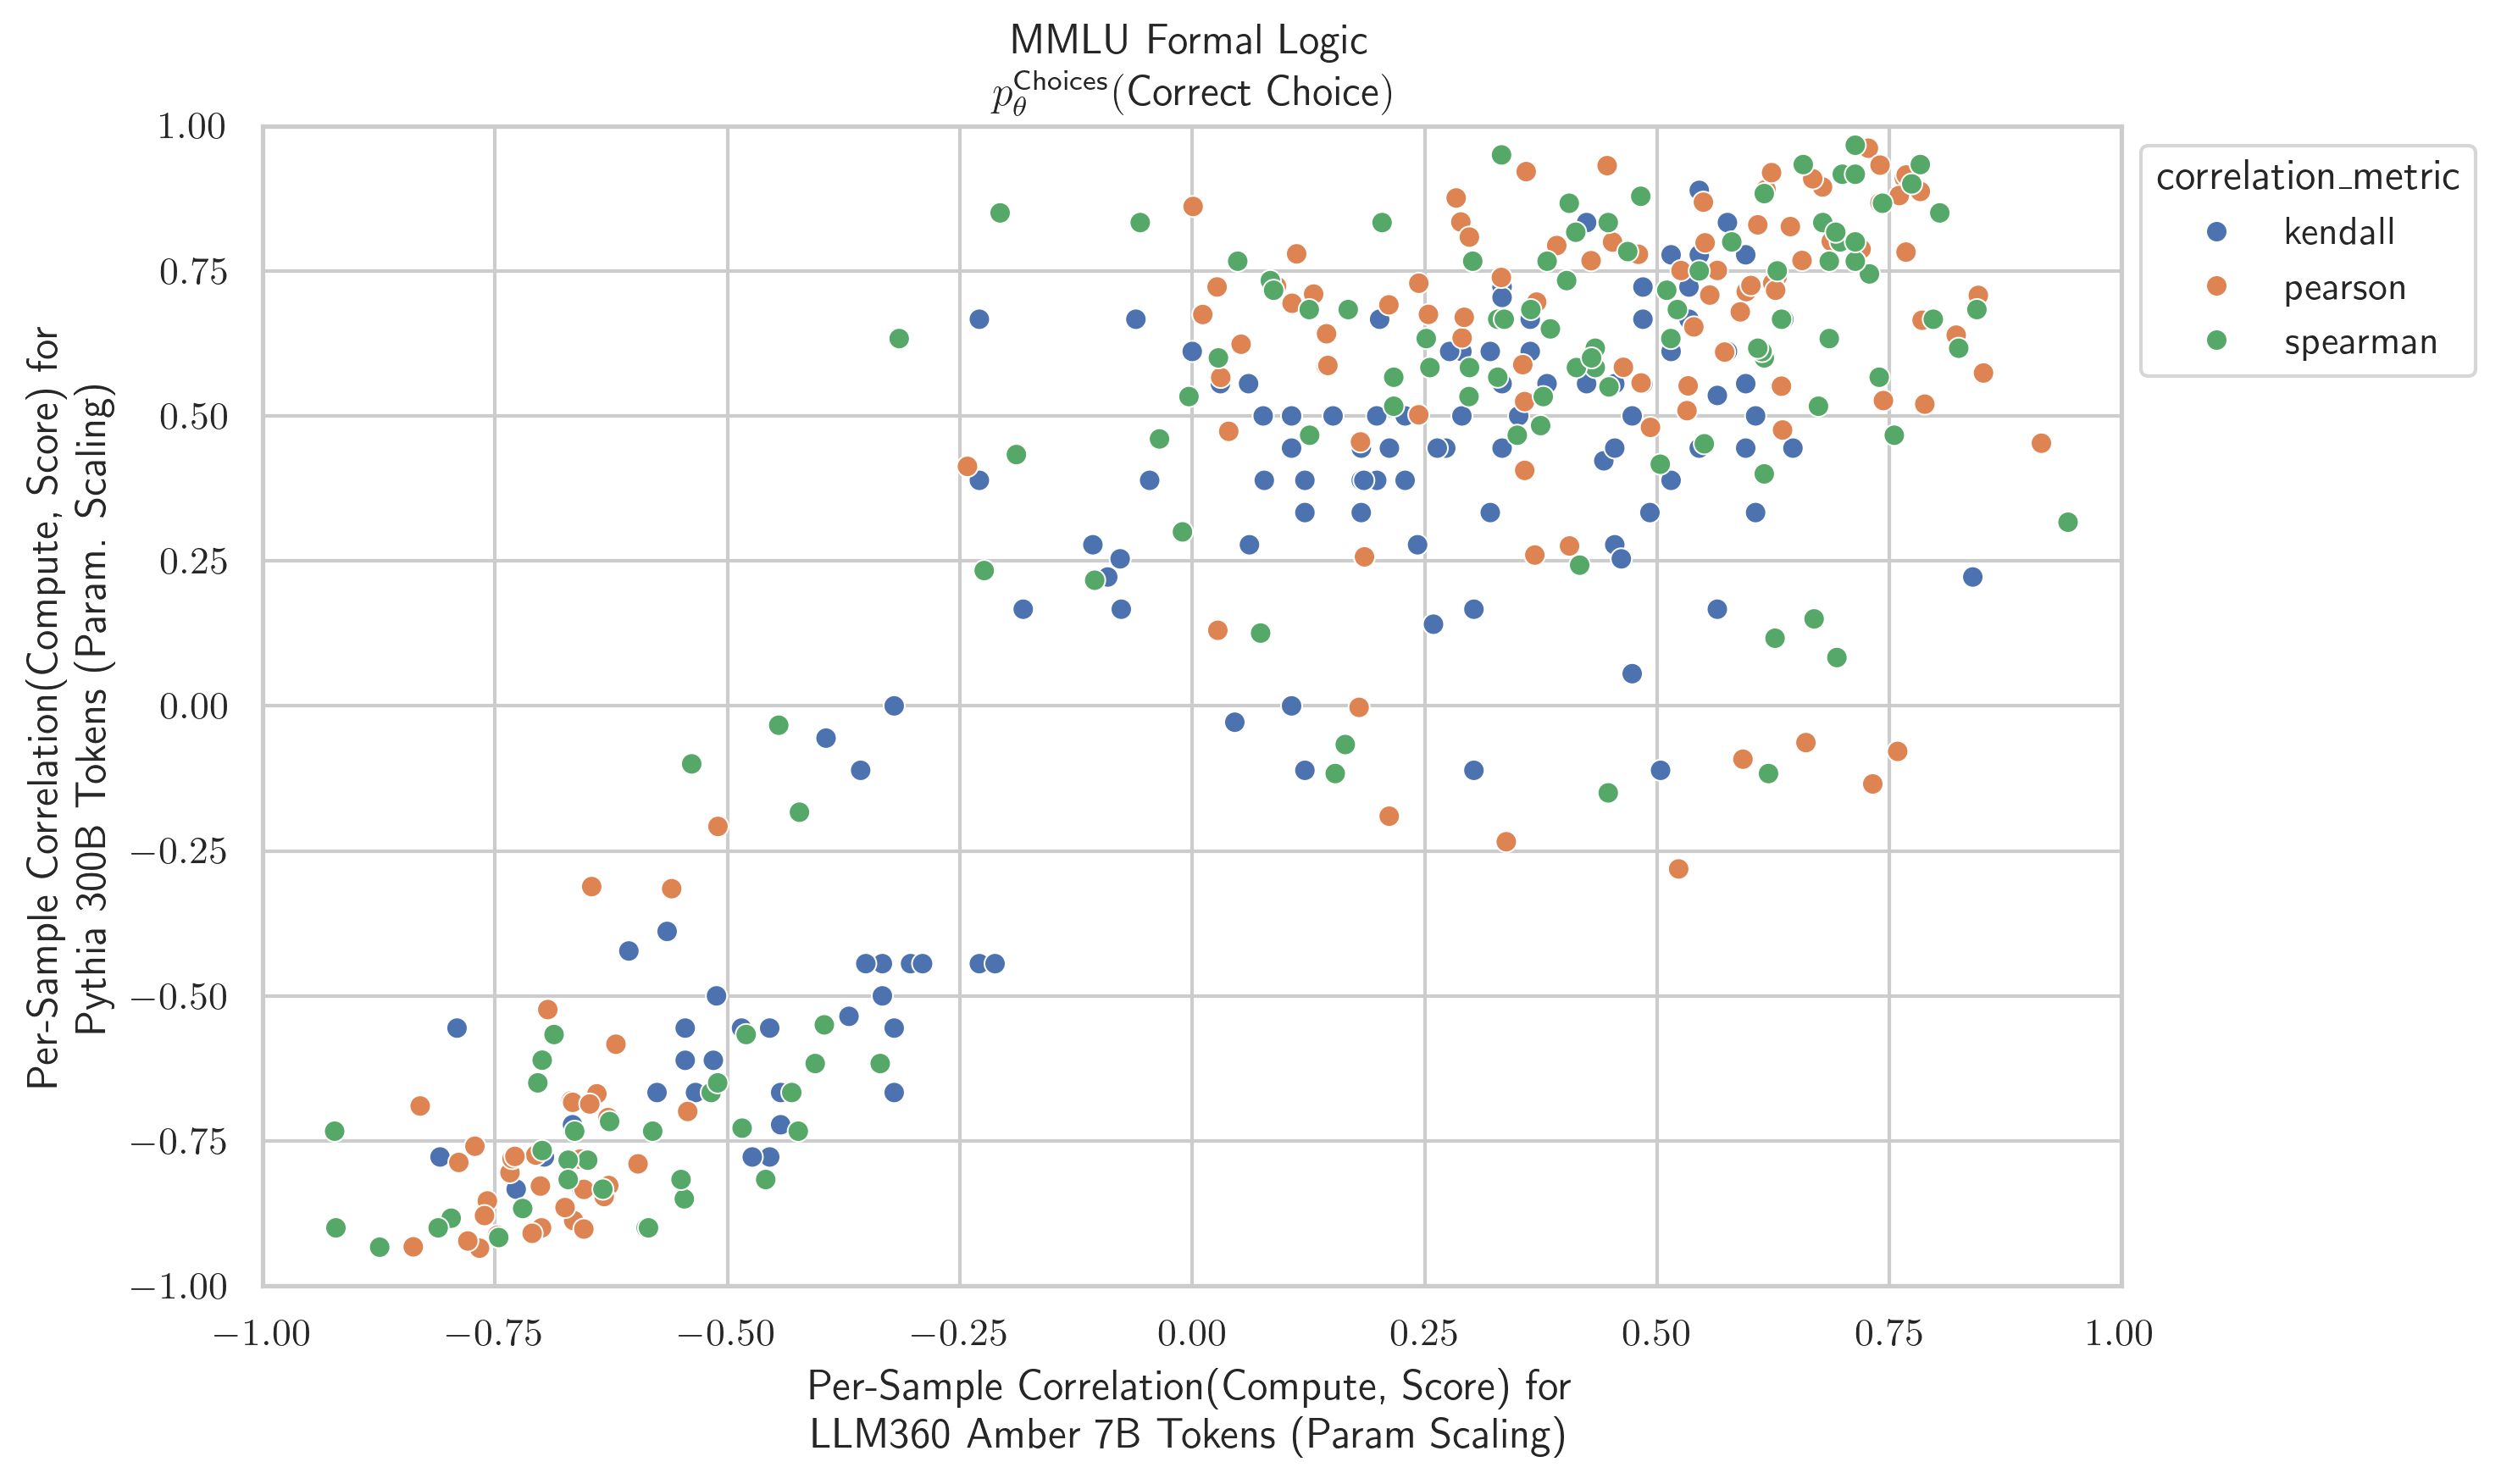 MMLU Formal Logic
pθChoices(Correct Choice)
1.00
0.75
0.50
0.25
0.00
−0.25
−0.50
−0.75
−1.00
Per-Sample Correlation(Compute, Score) for
Pythia 300B Tokens (Param. Scaling)
−1.00
−0.75
−0.50
−0.25
0.00
0.25
0.50
0.75
1.00
Per-Sample Correlation(Compute, Score) for
LLM360 Amber 7B Tokens (Param Scaling)
correlation_metric
kendall
pearson
spearman